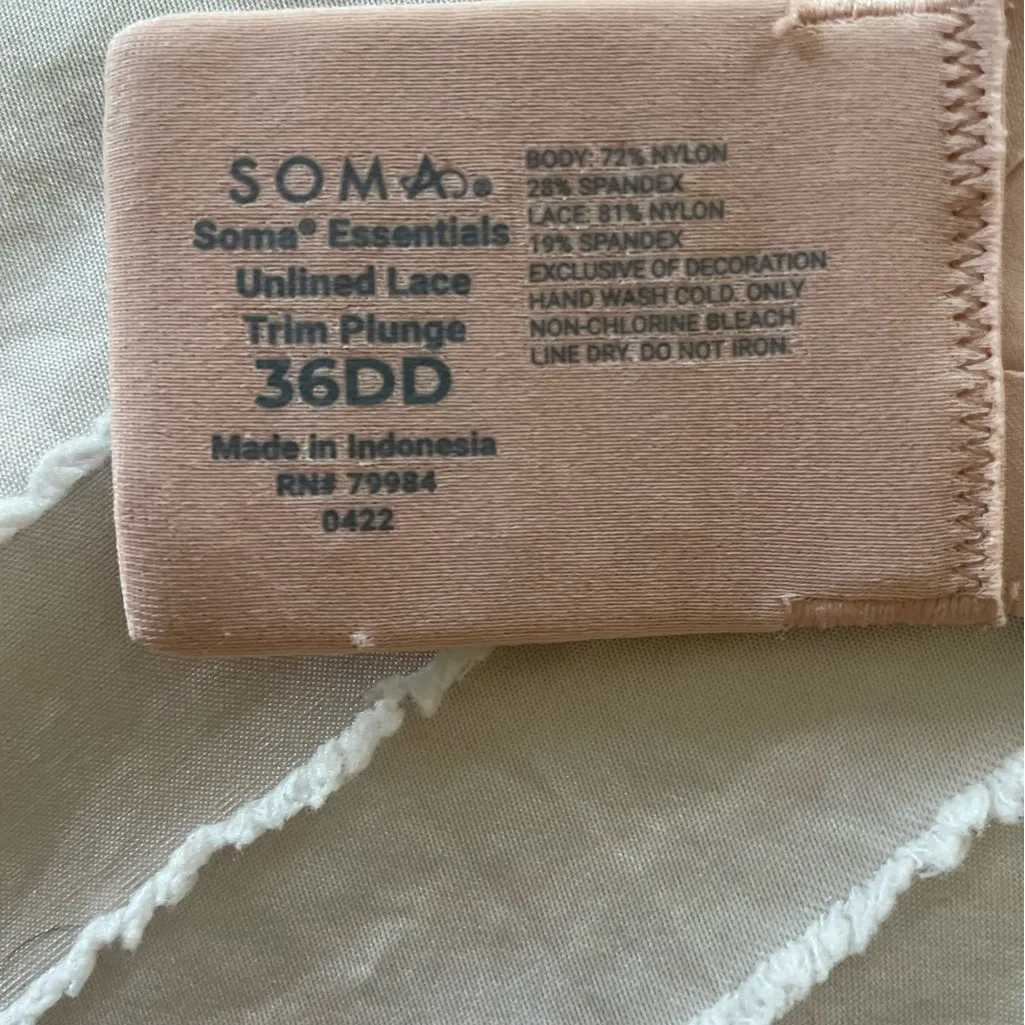 SOMA®
Soma® Essentials
Unlined Lace
Trim Plunge
36DD
Made in Indonesia
RN# 79984
0422
BODY: 72% NYLON
28% SPANDEX
LACE: 81% NYLON
19% SPANDEX
EXCLUSIVE OF DECORATION
HAND WASH COLD. ONLY
NON-CHLORINE BLEACH.
LINE DRY. DO NOT IRON.